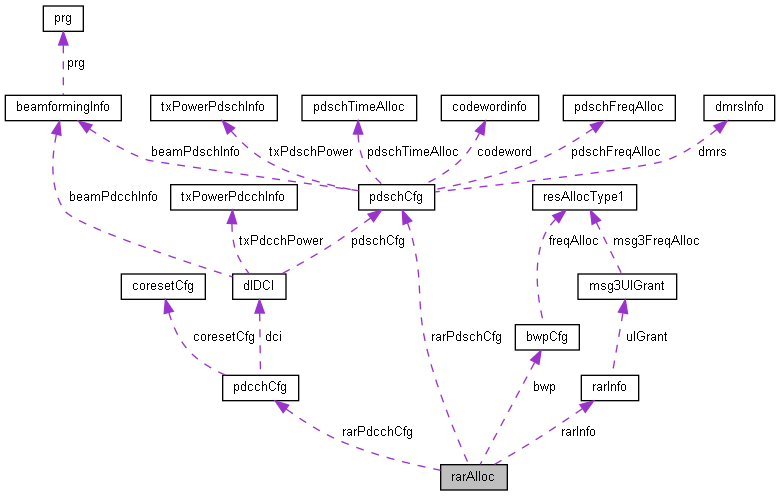 prg
prg
beamformingInfo
txPowerPdschInfo
pdschTimeAlloc
codewordinfo
pdschFreqAlloc
dmrsInfo
beamPdschInfo
txPdschPower
pdschTimeAlloc
codeword
pdschFreqAlloc
dmrs
beamPdcchInfo
txPowerPdcchInfo
pdschCfg
resAllocType1
txPdcchPower
pdschCfg
freqAlloc
msg3FreqAlloc
coresetCfg
dlDCI
msg3UlGrant
coresetCfg
dci
rarPdschCfg
bwpCfg
ulGrant
pdcchCfg
bwp
rarInfo
rarPdcchCfg
rarInfo
rarAlloc